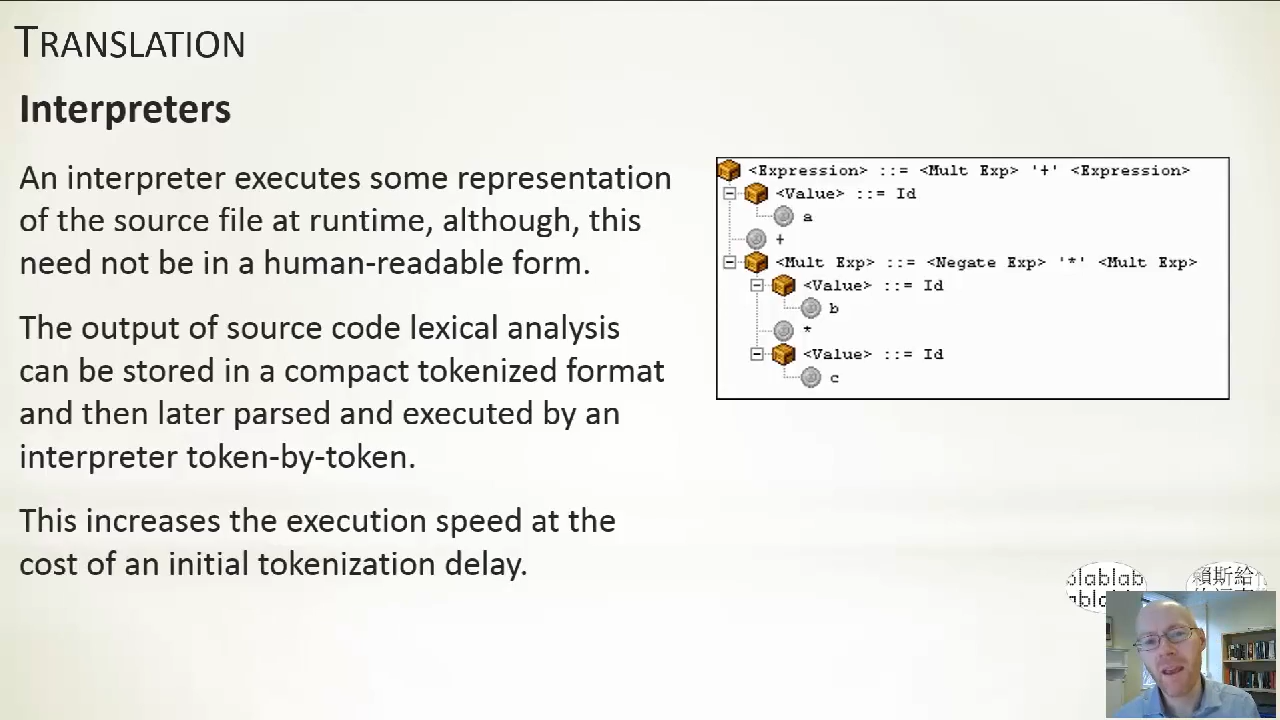 TRANSLATION
Interpreters
An interpreter executes some representation
of the source file at runtime, although, this
need not be in a human-readable form.
The output of source code lexical analysis
can be stored in a compact tokenized format
and then later parsed and executed by an
interpreter token-by-token.
This increases the execution speed at the
cost of an initial tokenization delay.
<Expression> ::= <Mult Exp> '+' <Expression>
<Value> ::= Id
a
+
<Mult Exp> ::= <Negate Exp> '*' <Mult Exp>
<Value> ::= Id
b
*
<Value> ::= Id
c
blablab
賴斯給